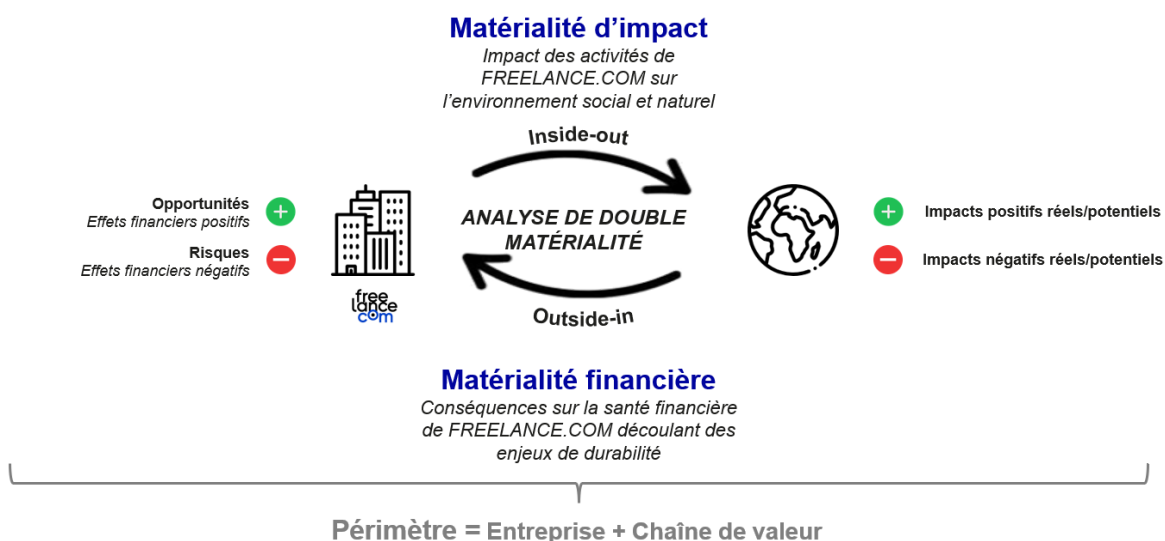 Matérialité d’impact
Impact des activités de
FREELANCE.COM sur
l’environnement social et naturel
Inside-out
Opportunités
Effets financiers positifs
Risques
Effets financiers négatifs
free
lance
com
ANALYSE DE DOUBLE
MATÉRIALITÉ
Impacts positifs réels/potentiels
Impacts négatifs réels/potentiels
Outside-in
Matérialité financière
Conséquences sur la santé financière
de FREELANCE.COM découlant des
enjeux de durabilité
Périmètre = Entreprise + Chaîne de valeur